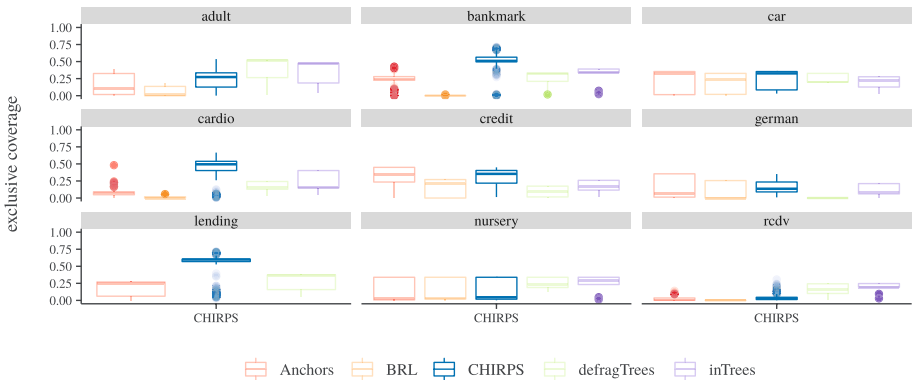 adult bankmark car
1.00
0.75
0.50
0.25
0.00
cardio credit german
1.00
0.75
0.50
0.25
0.00
lending nursery rcdv
1.00
0.75
0.50
0.25
0.00
exclusive coverage
CHIRPS CHIRPS CHIRPS
Anchors BRL CHIRPS defragTrees inTrees